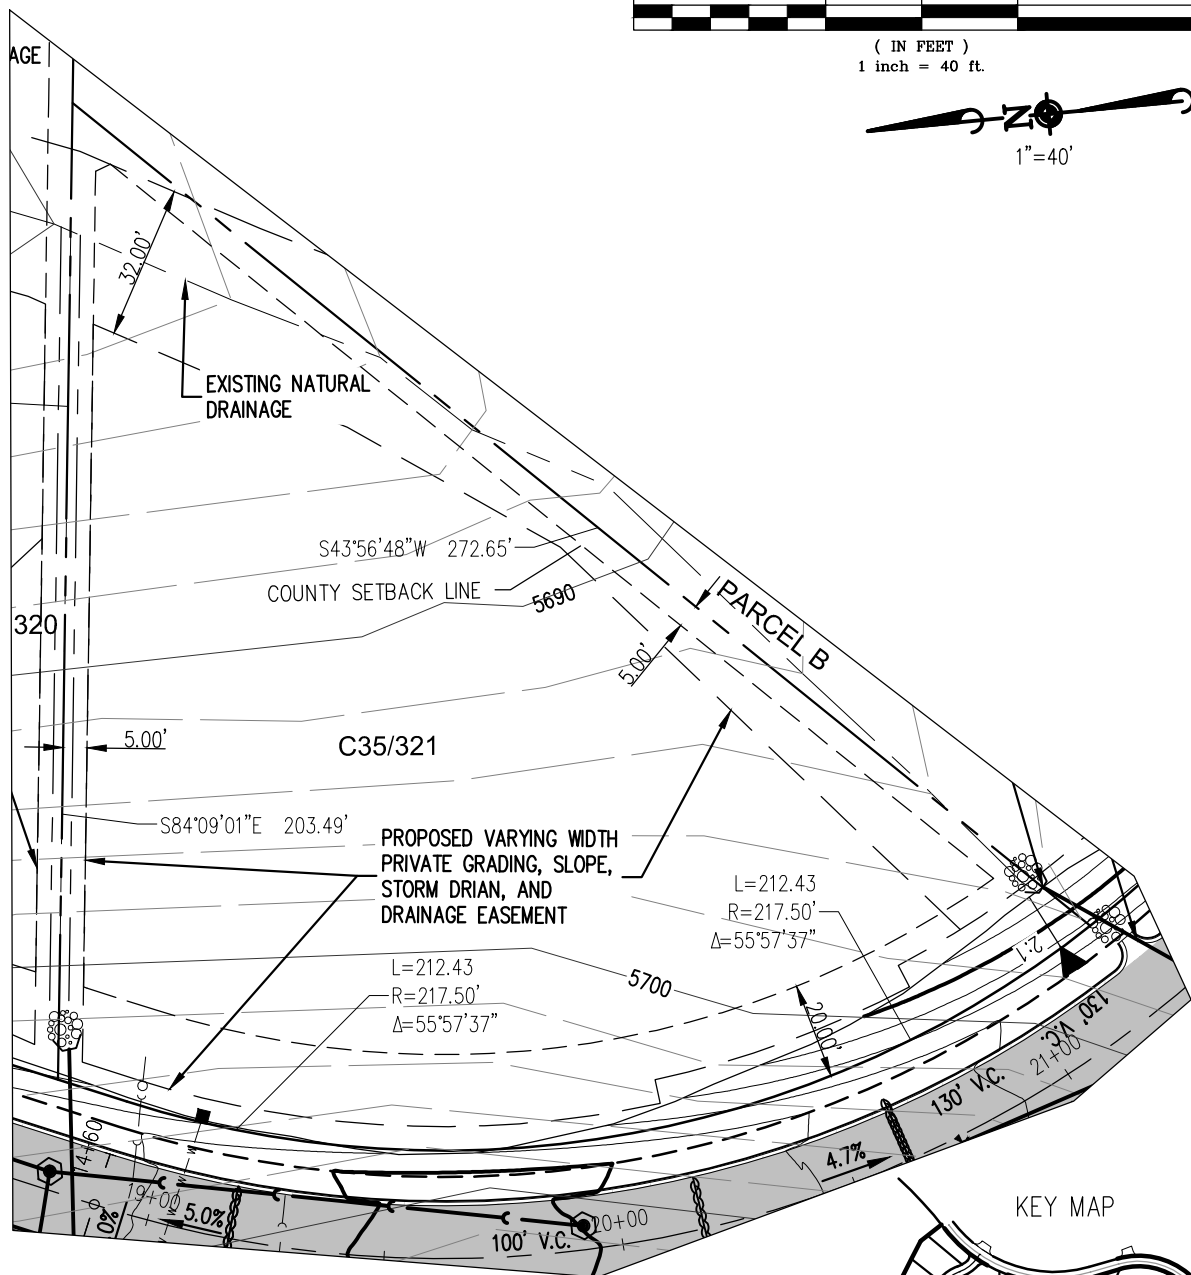 ( IN FEET )
1 inch = 40 ft.
N
1"=40'
AGE
32.00'
EXISTING NATURAL
DRAINAGE
S43°56'48"W 272.65'
COUNTY SETBACK LINE
5690
PARCEL B
320
5.00'
5.00'
C35/321
S84°09'01"E 203.49'
PROPOSED VARYING WIDTH
PRIVATE GRADING, SLOPE,
STORM DRIAN, AND
DRAINAGE EASEMENT
L=212.43
R=217.50'
Δ=55°57'37"
L=212.43
R=217.50'
Δ=55°57'37"
5700
20.00'
2:1
130' V.C.
21+00
130' V.C.
4.7%
4+60
19+00
0%
5.0%
W
W
W
100' V.C.
20+00
KEY MAP